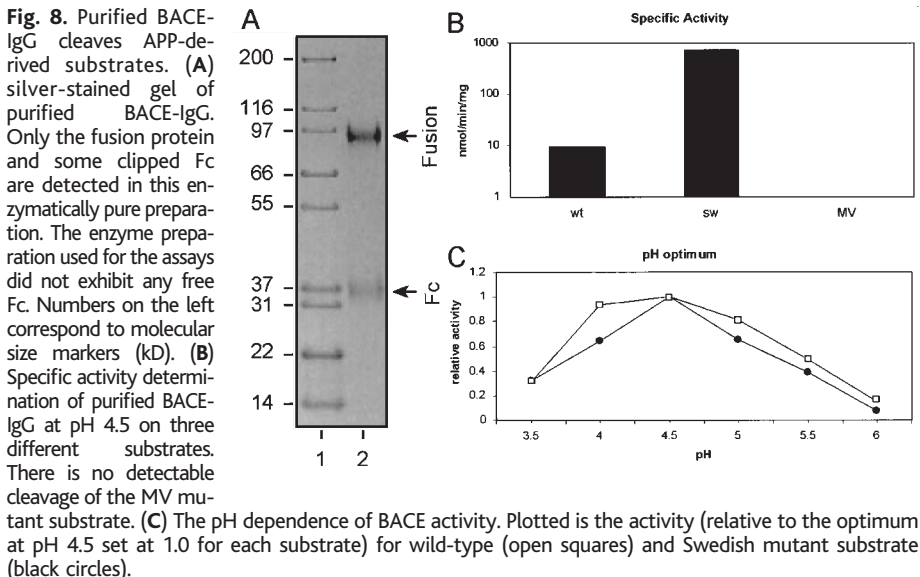 Fig. 8. Purified BACE-
IgG cleaves APP-de-
rived substrates. (A)
silver-stained gel of
purified BACE-IgG.
Only the fusion protein
and some clipped Fc
are detected in this en-
zymatically pure prepara-
tion. The enzyme prepa-
ration used for the assays
did not exhibit any free
Fc. Numbers on the left
correspond to molecular
size markers (kD). (B)
Specific activity determi-
nation of purified BACE-
IgG at pH 4.5 on three
different substrates.
There is no detectable
cleavage of the MV mu-
tant substrate. (C) The pH dependence of BACE activity. Plotted is the activity (relative to the optimum
at pH 4.5 set at 1.0 for each substrate) for wild-type (open squares) and Swedish mutant substrate
(black circles).
A
200
116
97
66
55
37
31
22
14
Fusion
Fc
1 2
B
Specific Activity
nmol/min/mg
1000
100
10
1
wt sw MV
C
pH optimum
relative activity
1.2
1
0.8
0.6
0.4
0.2
0
3.5 4 4.5 5 5.5 6
pH